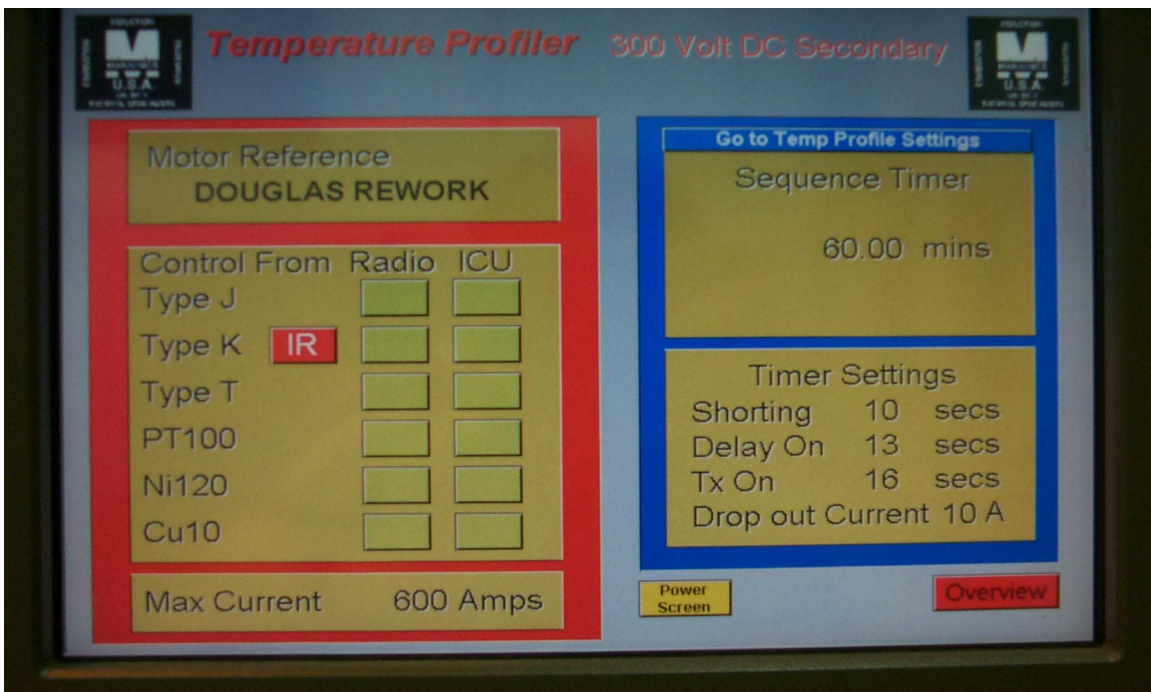 Temperature Profiler 300 Volt DC Secondary
U.S.A.
U.S.A.
Motor Reference
DOUGLAS REWORK
Control From Radio ICU
Type J
Type K IR
Type T
PT100
Ni120
Cu10
Max Current 600 Amps
Go to Temp Profile Settings
Sequence Timer
60.00 mins
Timer Settings
Shorting 10 secs
Delay On 13 secs
Tx On 16 secs
Drop out Current 10 A
Power
Screen
Overview